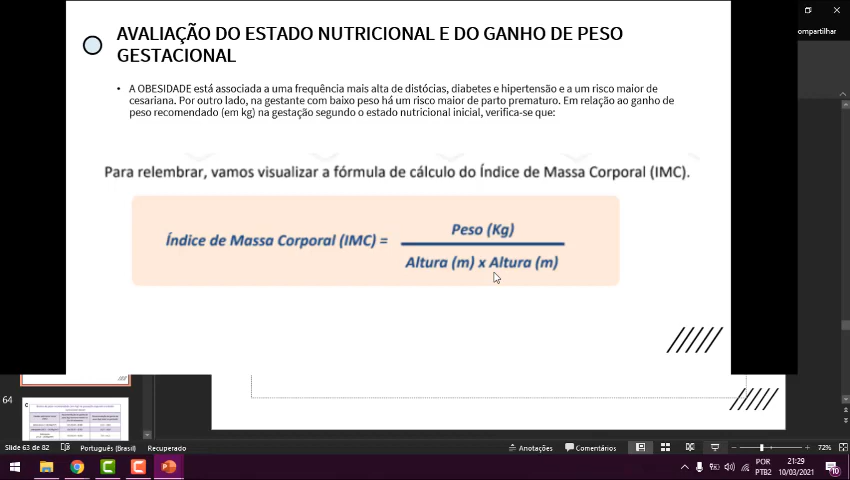 AVALIAÇÃO DO ESTADO NUTRICIONAL E DO GANHO DE PESO
GESTACIONAL
• A OBESIDADE está associada a uma frequência mais alta de distócias, diabetes e hipertensão e a um risco maior de
cesariana. Por outro lado, na gestante com baixo peso há um risco maior de parto prematuro. Em relação ao ganho de
peso recomendado (em kg) na gestação segundo o estado nutricional inicial, verifica-se que:
Para relembrar, vamos visualizar a fórmula de cálculo do Índice de Massa Corporal (IMC).
Índice de Massa Corporal (IMC) =
Peso (Kg)
Altura (m) x Altura (m)
ompartilhar
64
Slide 63 de 82
Português (Brasil)
Recuperado
Anotações
Comentários
72%
POR
PTB2
21:29
10/03/2021
10